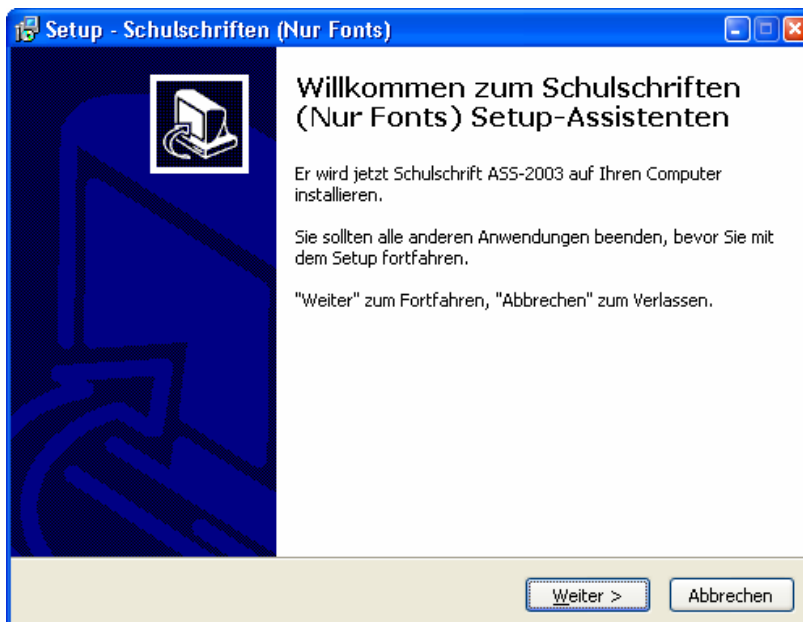 Setup - Schulschriften (Nur Fonts)
Willkommen zum Schulschriften
(Nur Fonts) Setup-Assistenten
Er wird jetzt Schulschrift ASS-2003 auf Ihren Computer
installieren.
Sie sollten alle anderen Anwendungen beenden, bevor Sie mit
dem Setup fortfahren.
"Weiter" zum Fortfahren, "Abbrechen" zum Verlassen.
Weiter >
Abbrechen